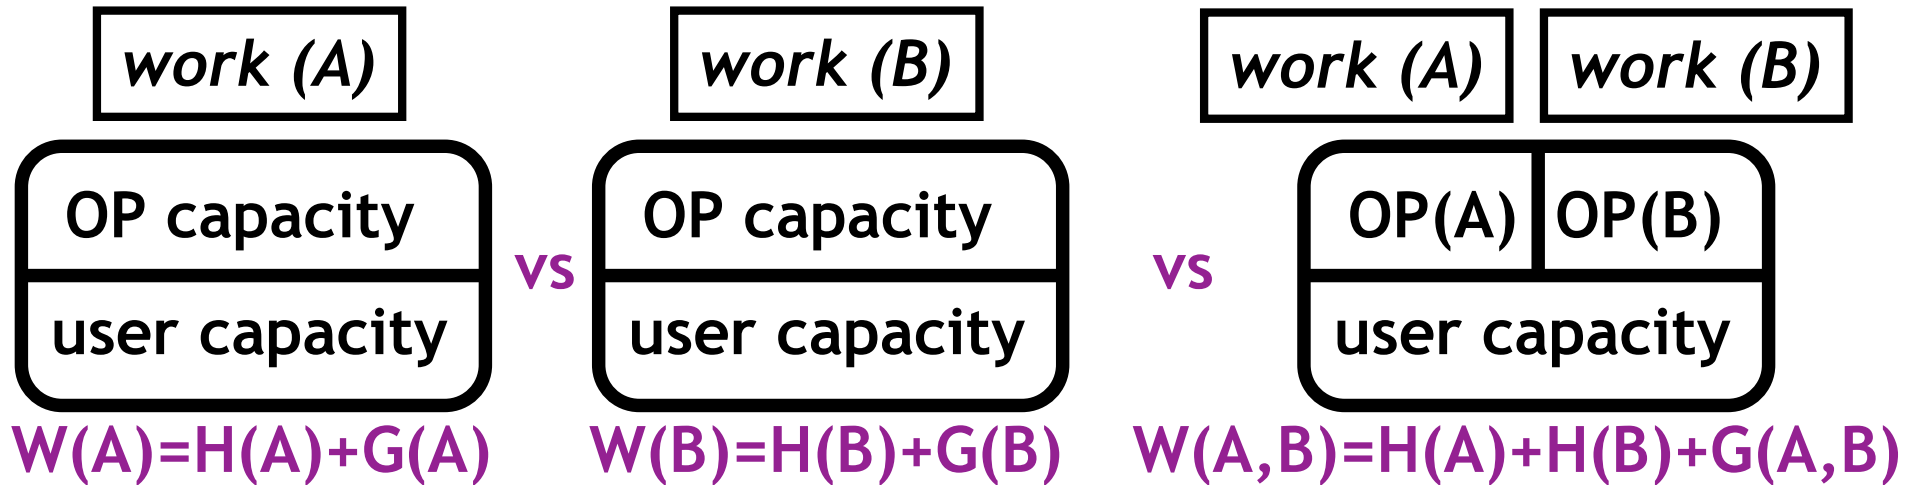 work (A)
OP capacity
user capacity
W(A)=H(A)+G(A)
vs
work (B)
OP capacity
user capacity
W(B)=H(B)+G(B)
vs
work (A)
work (B)
OP(A)
OP(B)
user capacity
W(A,B)=H(A)+H(B)+G(A,B)